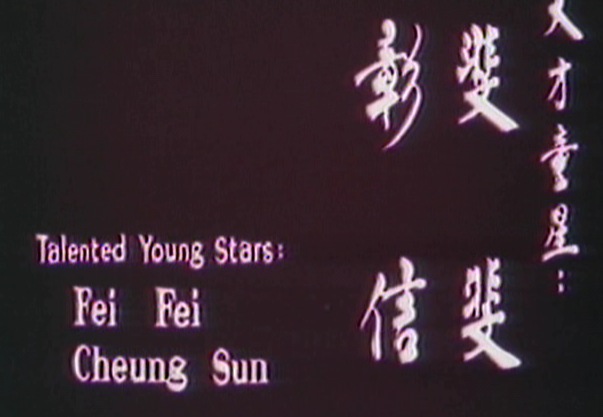 天才童星:
斐斐
彰信
Talented Young Stars:
Fei Fei
Cheung Sun